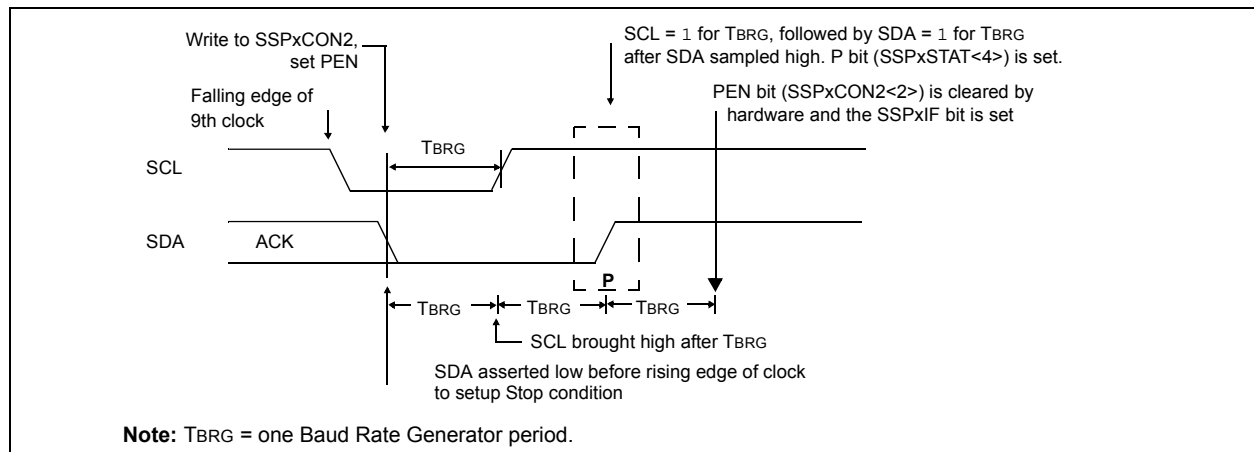 Write to SSPxCON2,
set PEN
SCL = 1 for TBRG, followed by SDA = 1 for TBRG
after SDA sampled high. P bit (SSPxSTAT<4>) is set.
Falling edge of
9th clock
PEN bit (SSPxCON2<2>) is cleared by
hardware and the SSPxIF bit is set
TBRG
SCL
SDA
ACK
P
TBRG
TBRG
TBRG
SCL brought high after TBRG
SDA asserted low before rising edge of clock
to setup Stop condition
Note: TBRG = one Baud Rate Generator period.